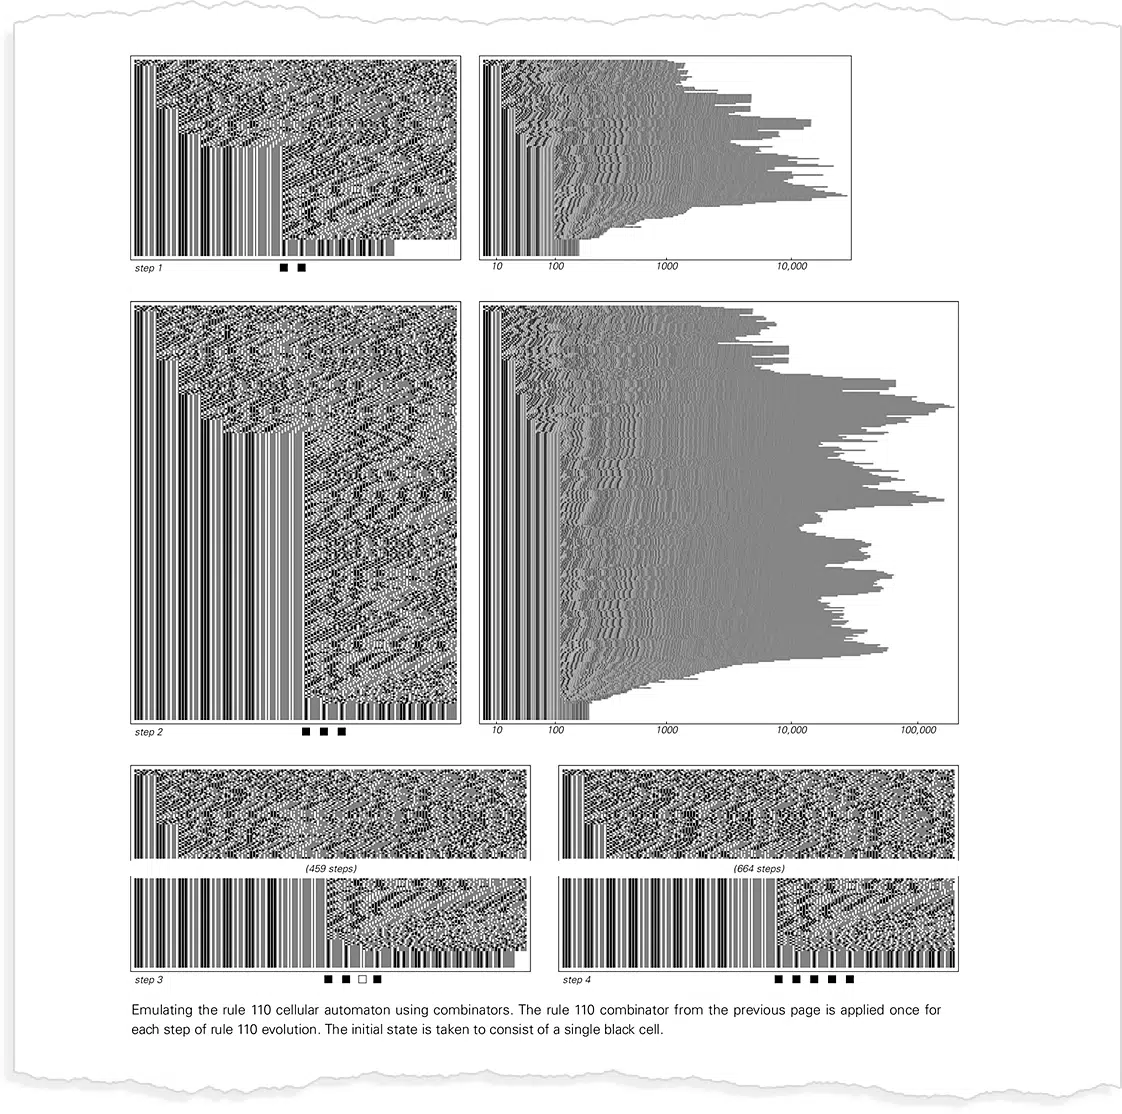 step 1
10 100 1000 10,000
step 2
10 100 1000 10,000 100,000
(459 steps)
(664 steps)
step 3
step 4
Emulating the rule 110 cellular automaton using combinators. The rule 110 combinator from the previous page is applied once for
each step of rule 110 evolution. The initial state is taken to consist of a single black cell.